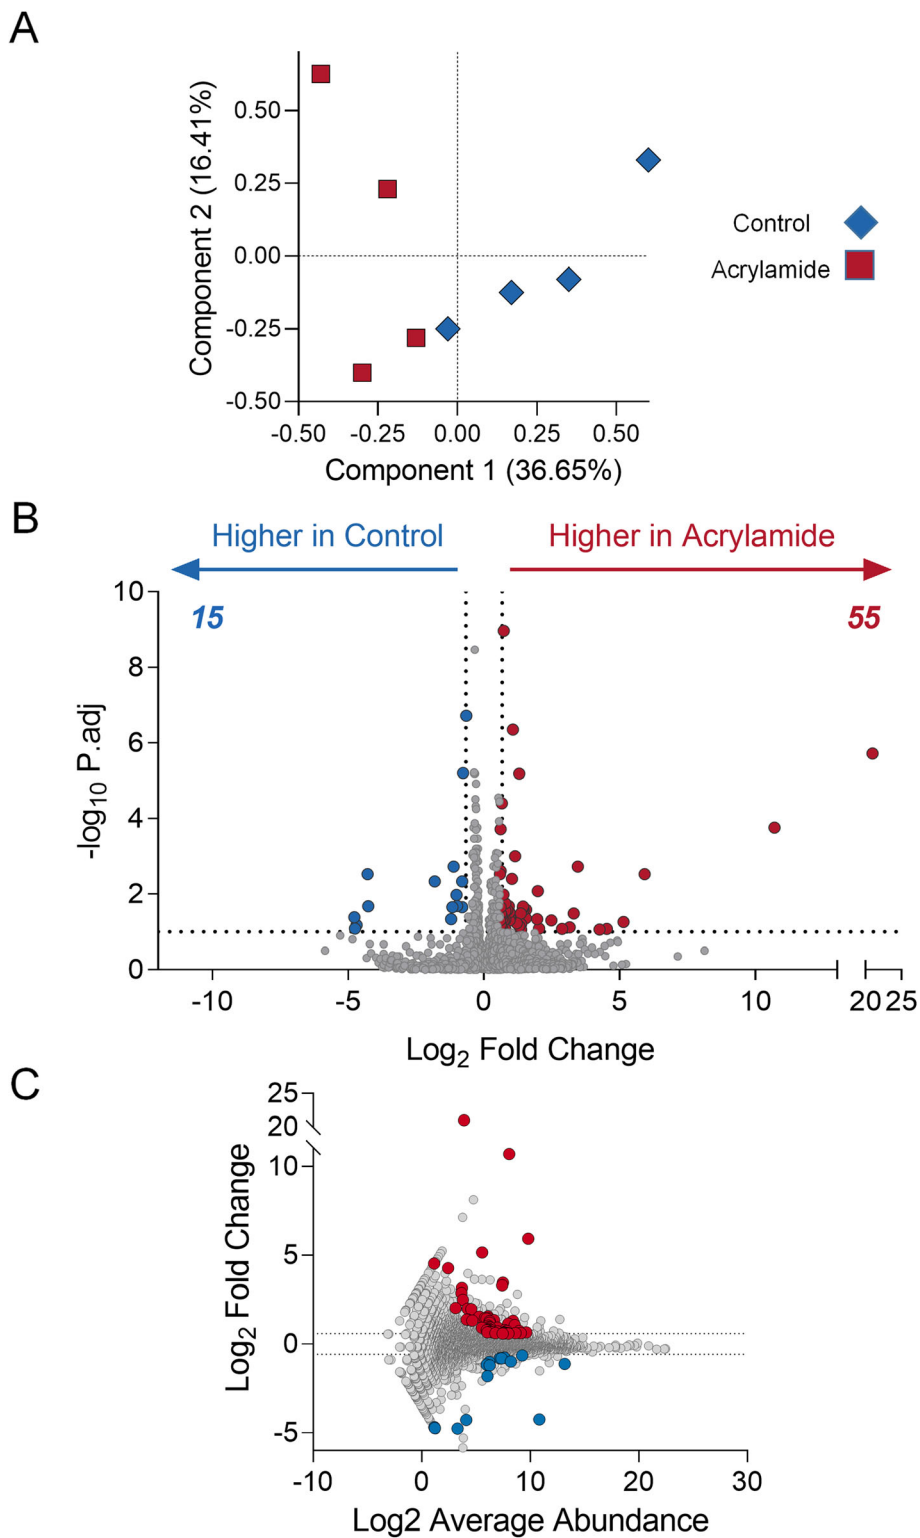 A
Component 2 (16.41%)
0.50
0.25
0.00
-0.25
-0.50
-0.50 -0.25 0.00 0.25 0.50
Component 1 (36.65%)
Control
Acrylamide
B
Higher in Control
Higher in Acrylamide
15
55
-log10 P.adj
10
8
6
4
2
0
-10 -5 0 5 10 20 25
Log2 Fold Change
C
Log2 Fold Change
25
20
10
5
0
-5
-10 0 10 20 30
Log2 Average Abundance